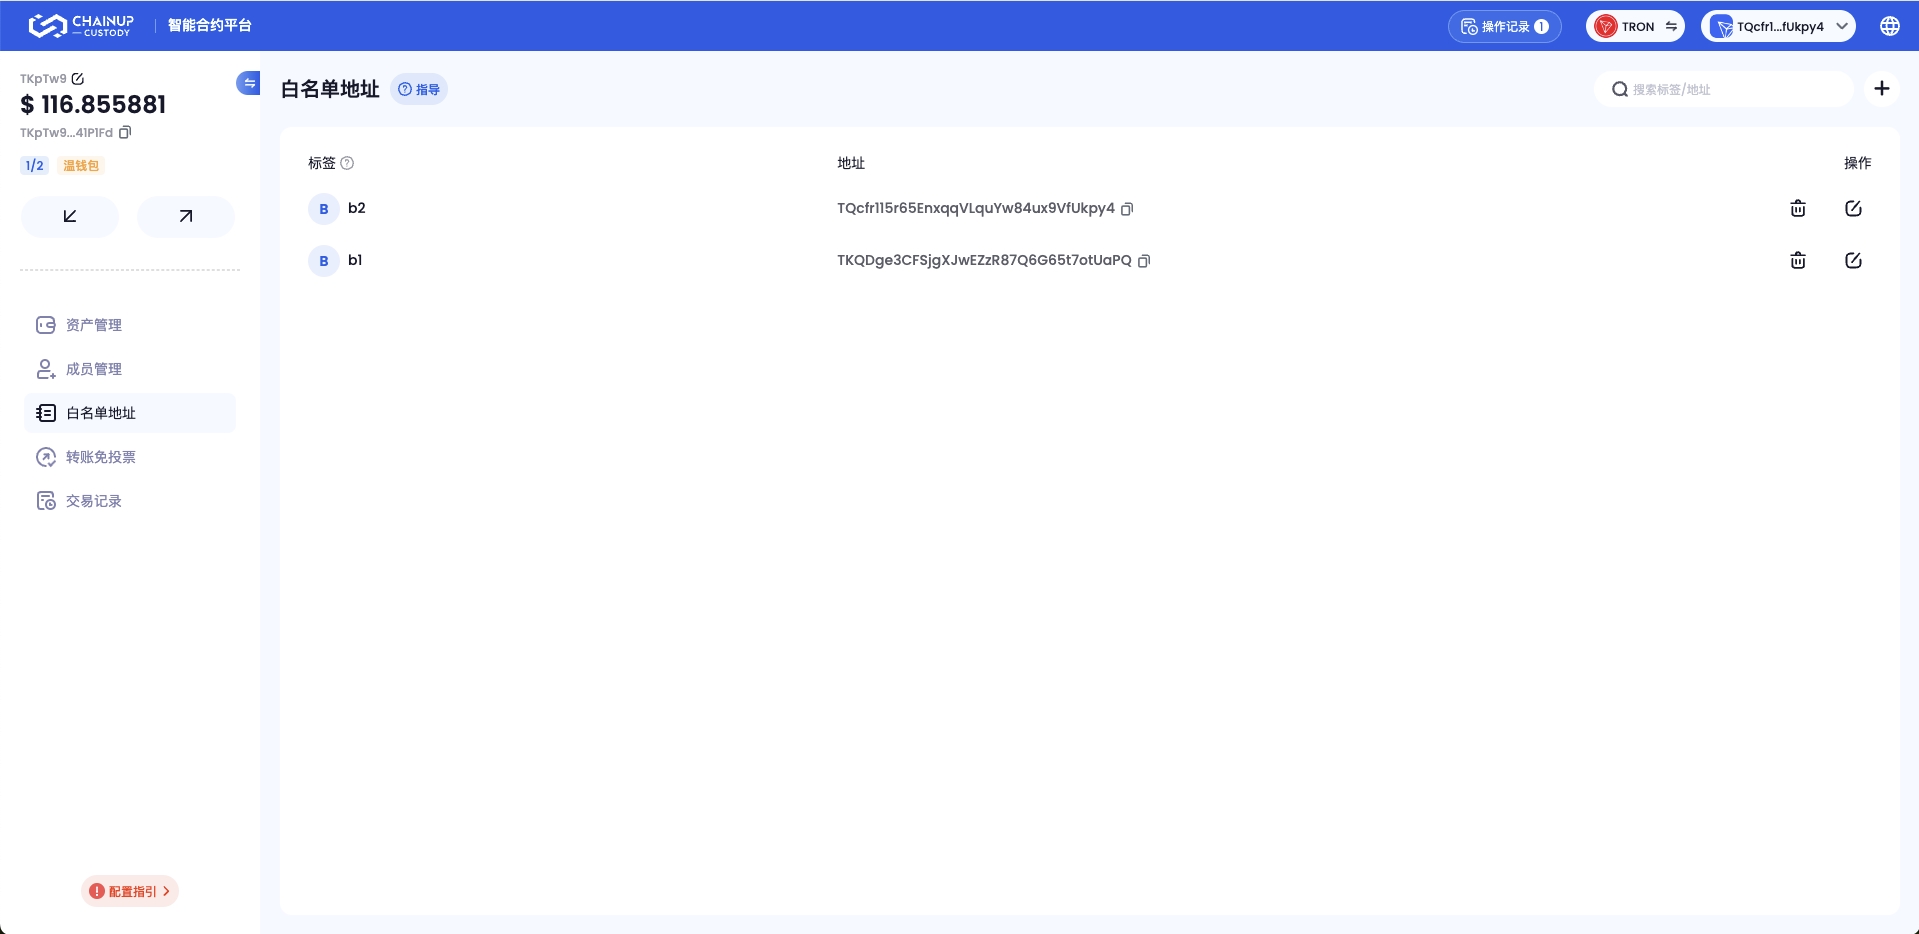 CHAINUP
CUSTODY
智能合约平台
操作记录 1
TRON
TQcfr1...fUkpy4
TKpTw9
$ 116.855881
TKpTw9...41P1Fd
1/2 温钱包
资产管理
成员管理
白名单地址
转账免投票
交易记录
配置指引
白名单地址
指导
搜索标签/地址
标签 地址 操作
B b2 TQcfr115r65EnxqqVLquYw84ux9VfUkpy4
B b1 TKQDge3CFSjgXJwEZzR87Q6G65t7otUaPQ